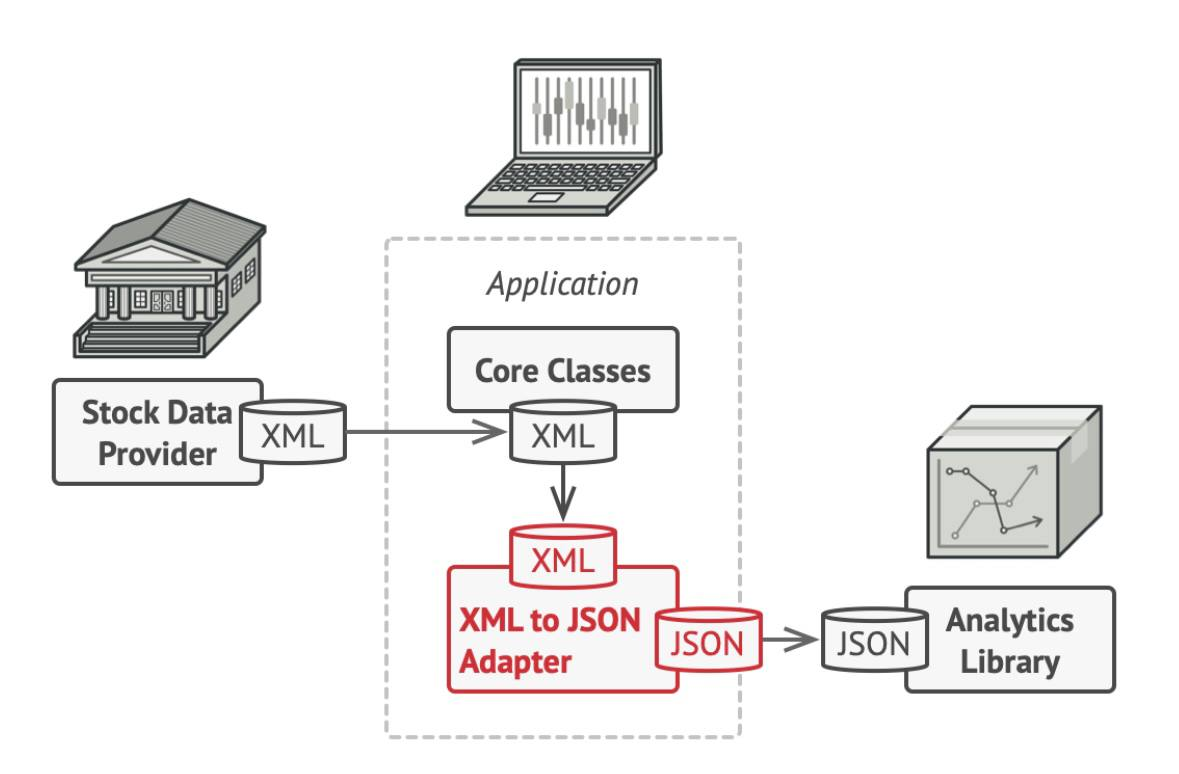 Application
Core Classes
Stock Data
Provider
XML
XML
XML
XML to JSON
Adapter
JSON
JSON
Analytics
Library